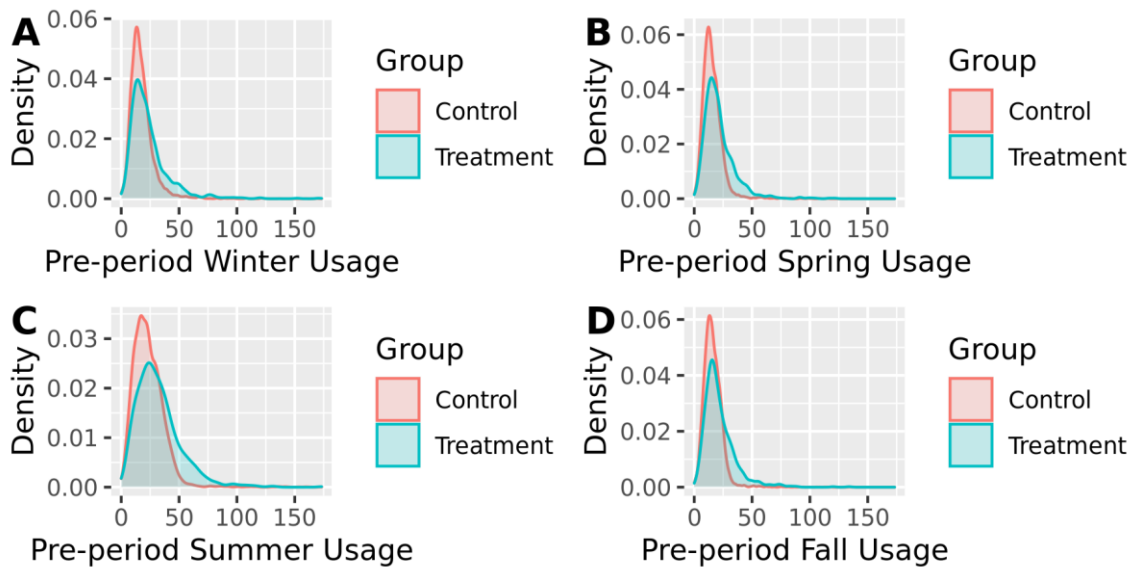 A
0.06
0.04
0.02
0.00
Density
0 50 100 150
Pre-period Winter Usage
Group
Control
Treatment
B
0.06
0.04
0.02
0.00
Density
0 50 100 150
Pre-period Spring Usage
Group
Control
Treatment
C
0.03
0.02
0.01
0.00
Density
0 50 100 150
Pre-period Summer Usage
Group
Control
Treatment
D
0.06
0.04
0.02
0.00
Density
0 50 100 150
Pre-period Fall Usage
Group
Control
Treatment